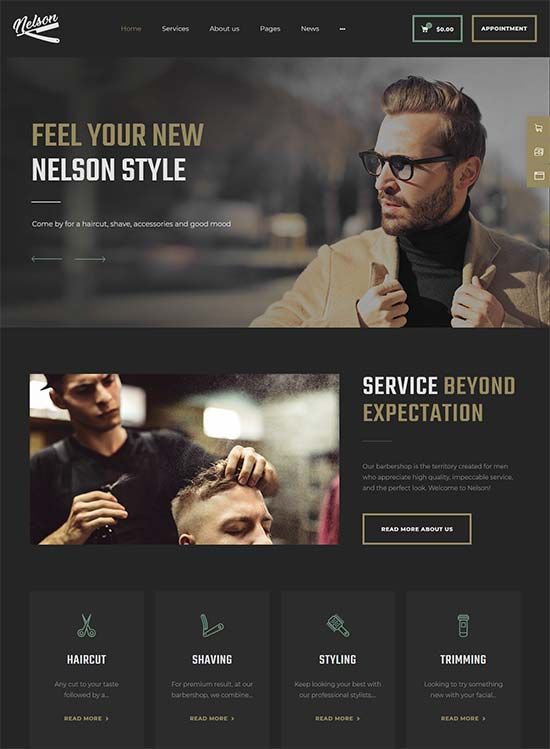 Nelson
Home Services About us Pages News
$0.00
APPOINTMENT
FEEL YOUR NEW
NELSON STYLE
Come by for a haircut, shave, accessories and good mood
SERVICE BEYOND
EXPECTATION
Our barbershop is the territory created for men
who appreciate high quality, impeccable service,
and the perfect look. Welcome to Nelson!
READ MORE ABOUT US
HAIRCUT
Any cut to your taste
followed by a...
READ MORE >
SHAVING
For premium result, at our
barbershop, we combine...
READ MORE >
STYLING
Keep looking your best with
our professional stylists,...
READ MORE >
TRIMMING
Looking to try something
new with your facial...
READ MORE >